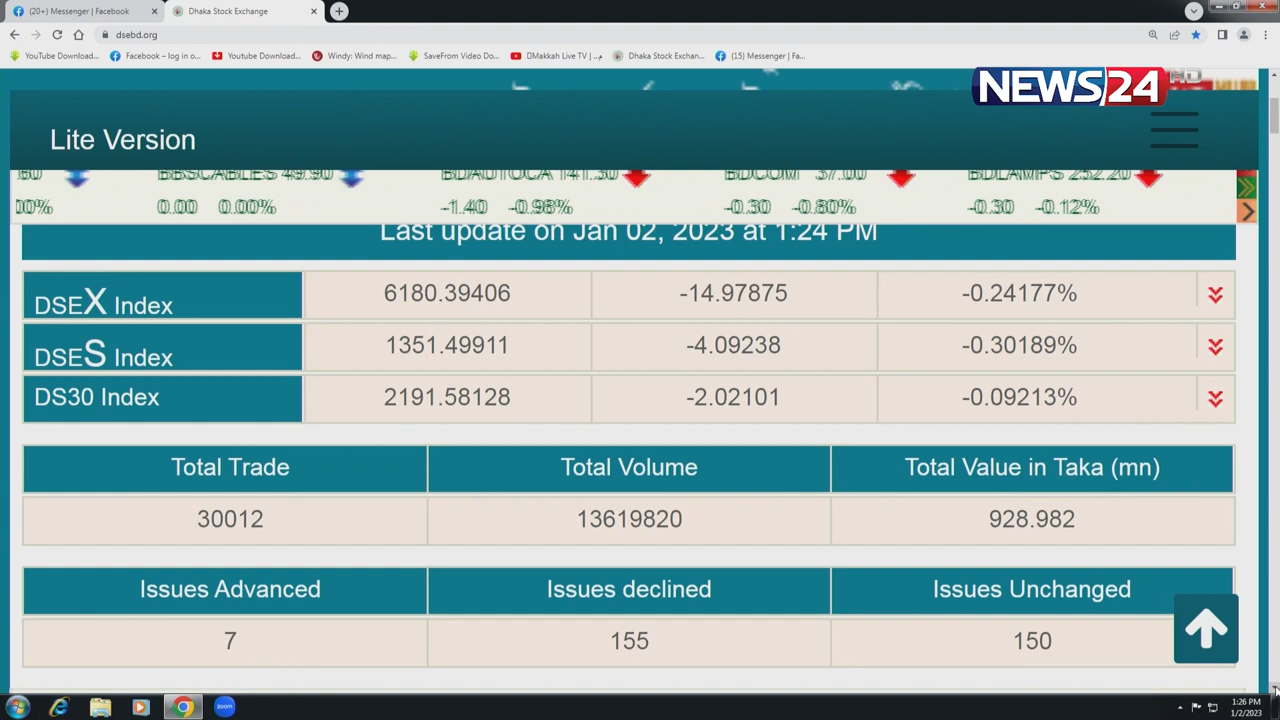 (20+) Messenger | Facebook
Dhaka Stock Exchange
dsebd.org
YouTube Download...
Facebook – log in o...
Youtube Download...
Windy: Wind map...
SaveFrom Video Do...
Makkah Live TV | ...
Dhaka Stock Exchan...
(15) Messenger | Fa...
NEWS|24 HD
Lite Version
BBSCABLES 49.90 BDAUTOCA 141.30 BDCOM 37.00 BDLAMPS 252.20
00% 0.00 0.00% -1.40 -0.98% -0.30 -0.80% -0.30 -0.12%
Last update on Jan 02, 2023 at 1:24 PM
DSEX Index 6180.39406 -14.97875 -0.24177%
DSES Index 1351.49911 -4.09238 -0.30189%
DS30 Index 2191.58128 -2.02101 -0.09213%
Total Trade Total Volume Total Value in Taka (mn)
30012 13619820 928.982
Issues Advanced Issues declined Issues Unchanged
7 155 150
zoom
1:26 PM
1/2/2023